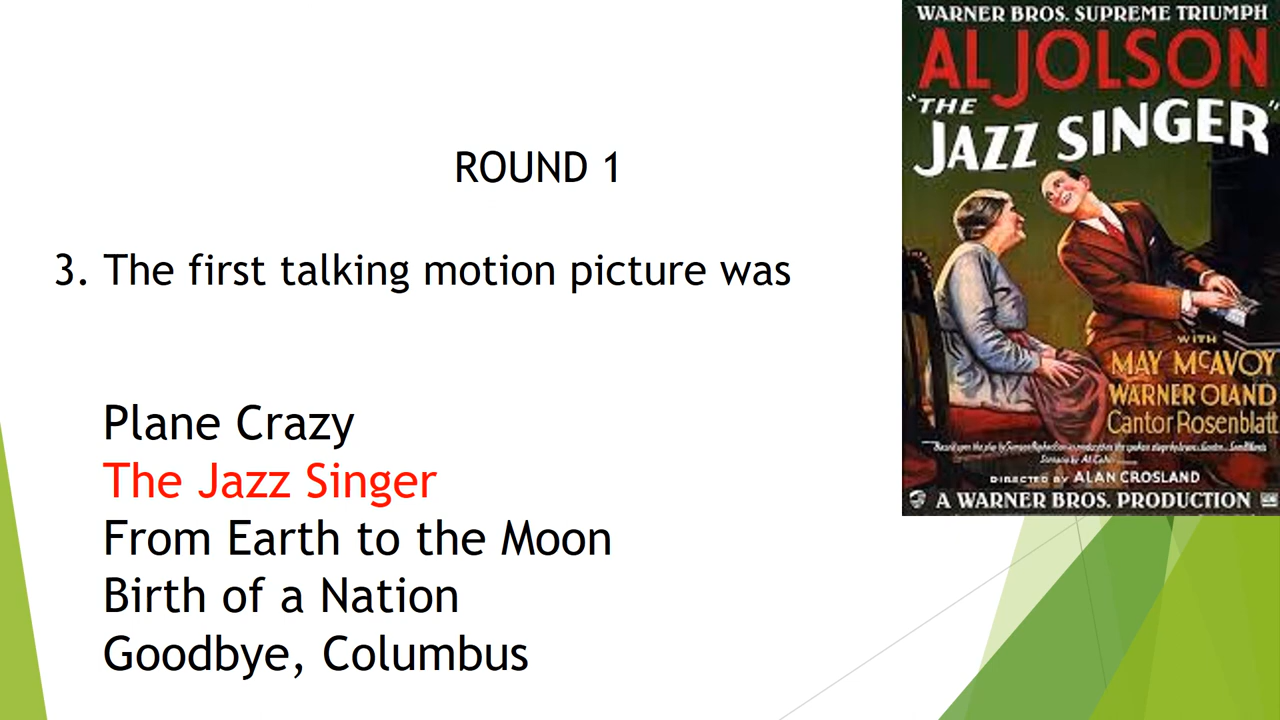 ROUND 1
3. The first talking motion picture was
Plane Crazy
The Jazz Singer
From Earth to the Moon
Birth of a Nation
Goodbye, Columbus
WARNER BROS. SUPREME TRIUMPH
AL JOLSON
"THE
JAZZ SINGER"
WITH
MAY McAVOY
WARNER OLAND
Cantor Rosenblatt
DIRECTED BY ALAN CROSLAND
A WARNER BROS. PRODUCTION